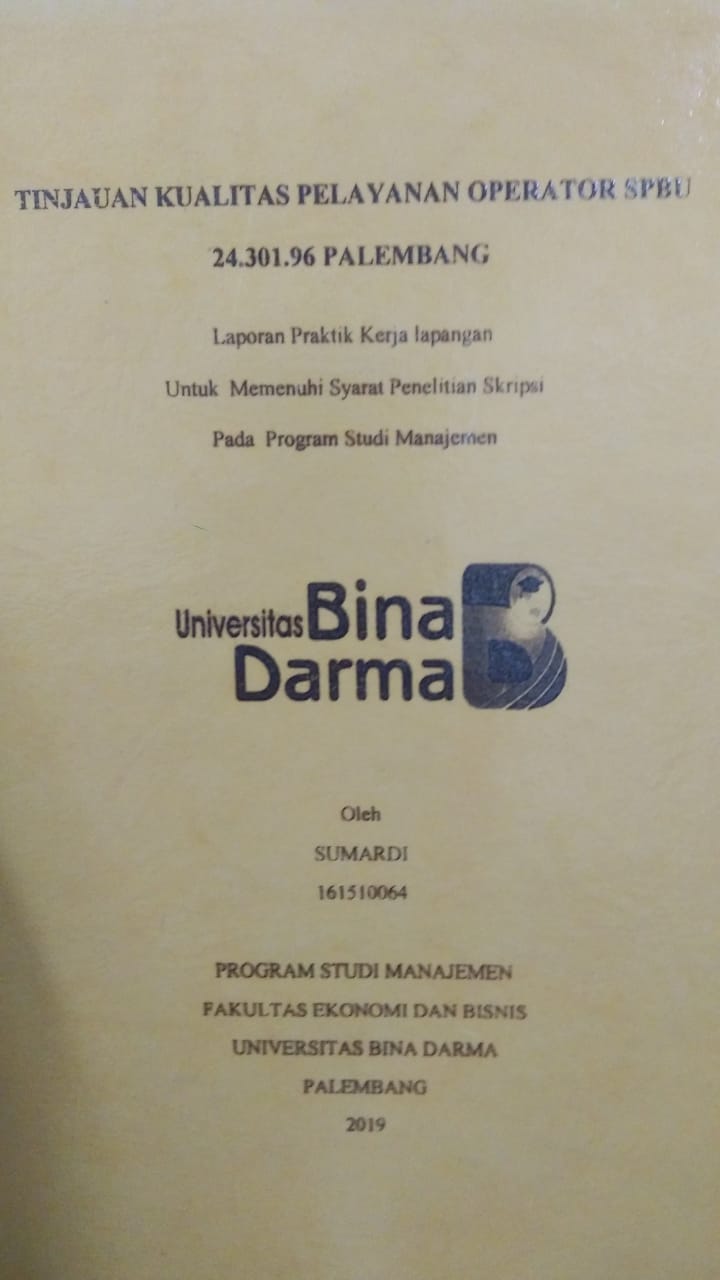 TINJAUAN KUALITAS PELAYANAN OPERATOR SPBU
24.301.96 PALEMBANG
Laporan Praktik Kerja lapangan
Untuk Memenuhi Syarat Penelitian Skripsi
Pada Program Studi Manajemen
Universitas Bina
Darma
Oleh
SUMARDI
161510064
PROGRAM STUDI MANAJEMEN
FAKULTAS EKONOMI DAN BISNIS
UNIVERSITAS BINA DARMA
PALEMBANG
2019